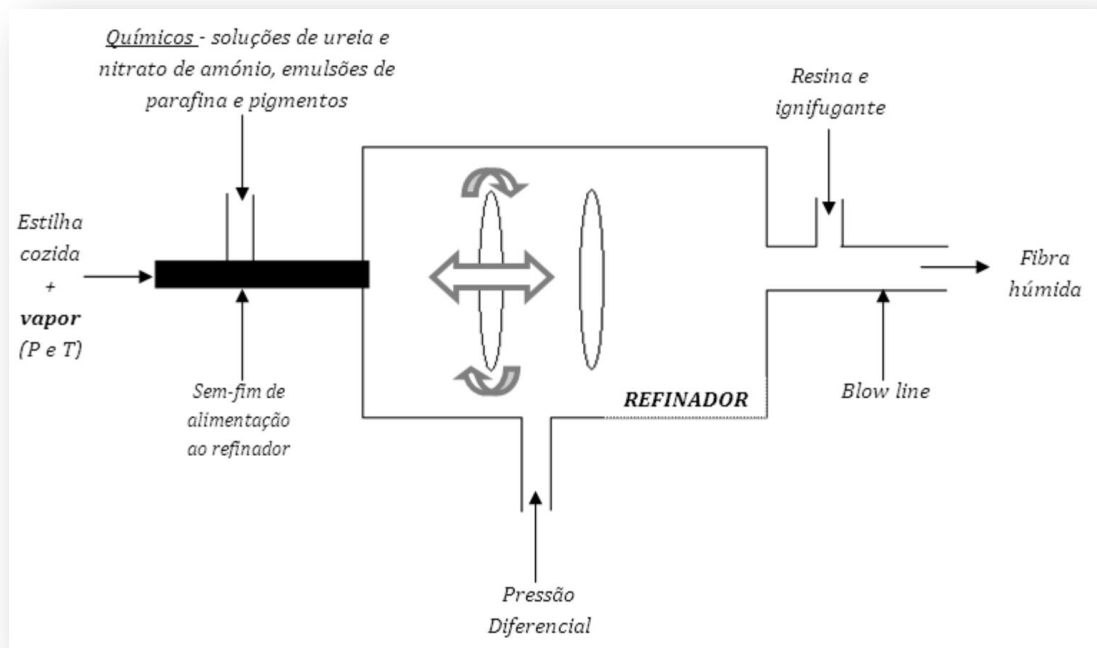 Químicos - soluções de ureia e
nitrato de amónio, emulsões de
parafina e pigmentos
Resina e
ignifugante
Estilha
cozida
+
vapor
(P e T)
Fibra
húmida
Sem-fim de
alimentação
ao refinador
REFINADOR
Blow line
Pressão
Diferencial